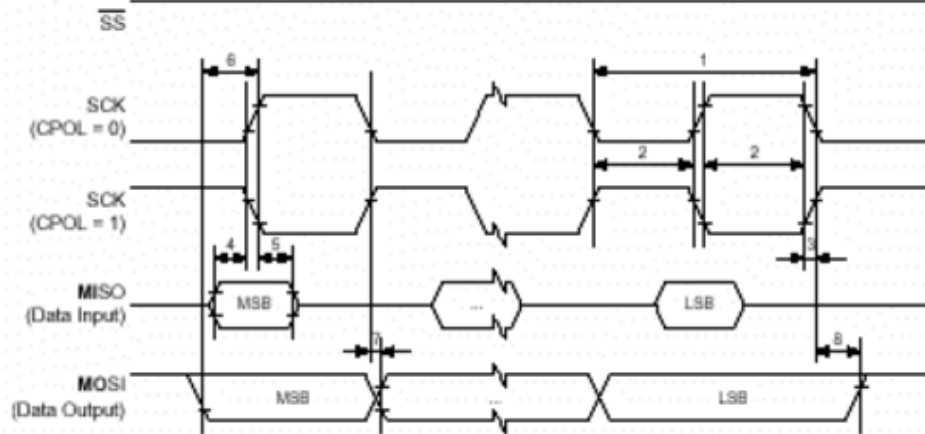 SS
6
1
SCK
(CPOL = 0)
2
2
SCK
(CPOL = 1)
4
5
3
MISO
MSB
...
LSB
(Data Input)
7
8
MOSI
MSB
...
LSB
(Data Output)